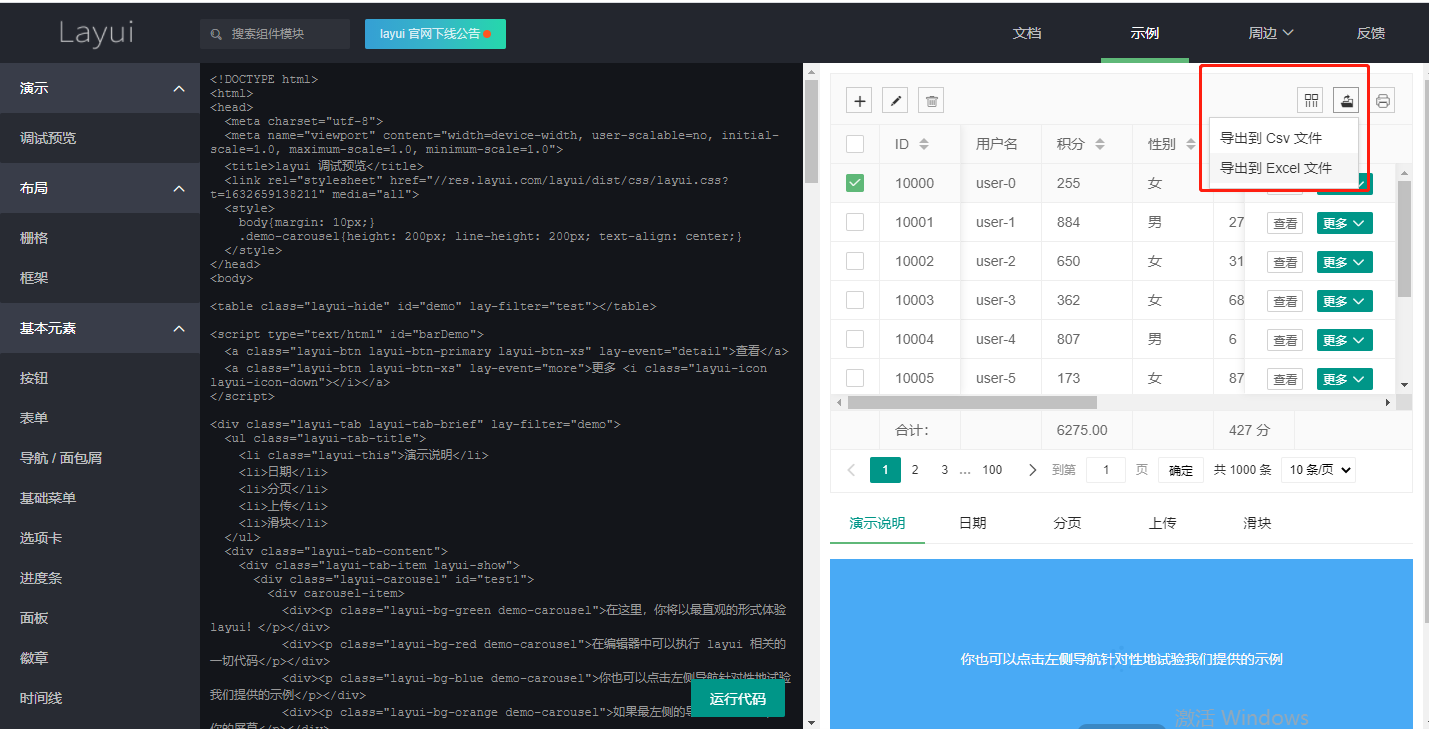 Layui
搜索组件模块
layui 官网下线公告
文档
示例
周边
反馈
演示
调试预览
布局
栅格
框架
基本元素
按钮
表单
导航 / 面包屑
基础菜单
选项卡
进度条
面板
徽章
时间线
<!DOCTYPE html>
<html>
<head>
<meta charset="utf-8">
<meta name="viewport" content="width=device-width, user-scalable=no, initial-
scale=1.0, maximum-scale=1.0, minimum-scale=1.0">
<title>layui 调试预览</title>
<link rel="stylesheet" href="//res.layui.com/layui/dist/css/layui.css?
t=1632659138211" media="all">
<style>
body{margin: 10px;}
.demo-carousel{height: 200px; line-height: 200px; text-align: center;}
</style>
</head>
<body>
<table class="layui-hide" id="demo" lay-filter="test"></table>
<script type="text/html" id="barDemo">
<a class="layui-btn layui-btn-primary layui-btn-xs" lay-event="detail">查看</a>
<a class="layui-btn layui-btn-xs" lay-event="more">更多 <i class="layui-icon
layui-icon-down"></i></a>
</script>
<div class="layui-tab layui-tab-brief" lay-filter="demo">
<ul class="layui-tab-title">
<li class="layui-this">演示说明</li>
<li>日期</li>
<li>分页</li>
<li>上传</li>
<li>滑块</li>
</ul>
<div class="layui-tab-content">
<div class="layui-tab-item layui-show">
<div class="layui-carousel" id="test1">
<div carousel-item>
<div><p class="layui-bg-green demo-carousel">在这里，你将以最直观的形式体验
layui！</p></div>
<div><p class="layui-bg-red demo-carousel">在编辑器中可以执行 layui 相关的
一切代码</p></div>
<div><p class="layui-bg-blue demo-carousel">你也可以点击左侧导航针对性地试验
我们提供的示例</p></div>
<div><p class="layui-bg-orange demo-carousel">如果最左侧的导
你的屏幕</p></div>
运行代码
导出到 Csv 文件
导出到 Excel 文件
ID 用户名 积分 性别
10000 user-0 255 女
10001 user-1 884 男 27 查看 更多
10002 user-2 650 女 31 查看 更多
10003 user-3 362 女 68 查看 更多
10004 user-4 807 男 6 查看 更多
10005 user-5 173 女 87 查看 更多
合计： 6275.00 427 分
1 2 3 … 100 到第 1 页 确定 共 1000 条 10 条/页
演示说明 日期 分页 上传 滑块
你也可以点击左侧导航针对性地试验我们提供的示例
激活 Windows